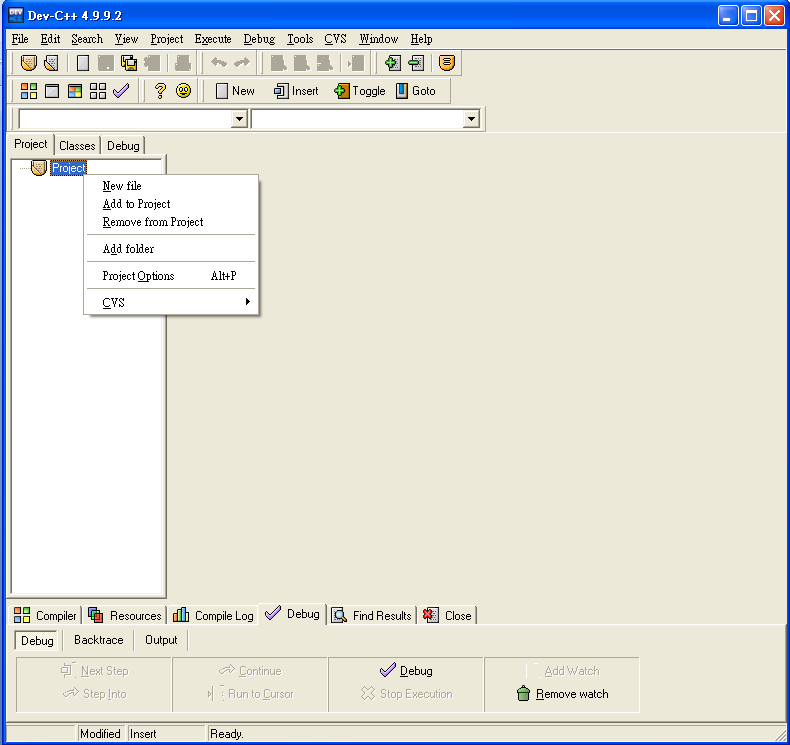 DEV Dev-C++ 4.9.9.2
File Edit Search View Project Execute Debug Tools CVS Window Help
New Insert Toggle Goto
Project Classes Debug
Project
New file
Add to Project
Remove from Project
Add folder
Project Options Alt+P
CVS
Compiler Resources Compile Log Debug Find Results Close
Debug Backtrace Output
Next Step Continue Debug Add Watch
Step Into Run to Cursor Stop Execution Remove watch
Modified Insert Ready.